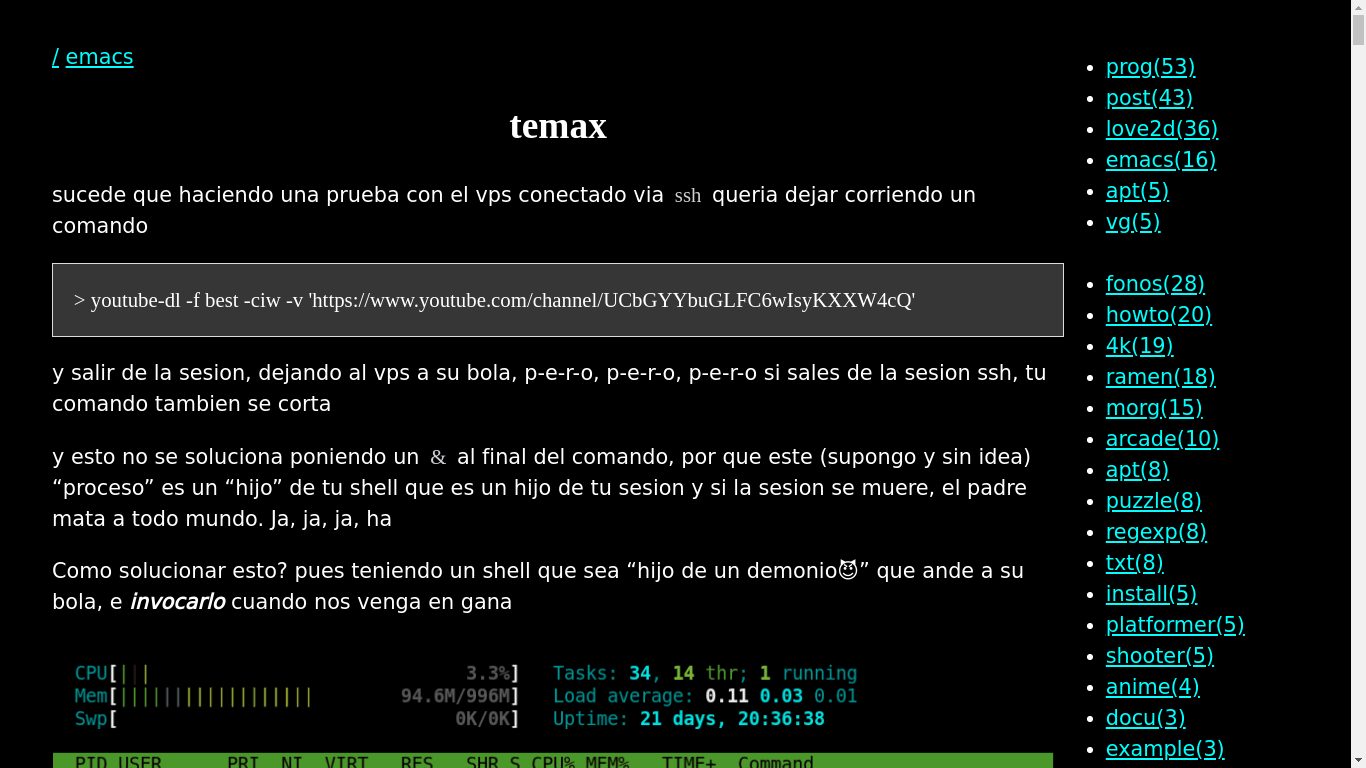 / emacs
temax
sucede que haciendo una prueba con el vps conectado via ssh queria dejar corriendo un
comando
> youtube-dl -f best -ciw -v 'https://www.youtube.com/channel/UCbGYYbuGLFC6wIsyKXXW4cQ'
y salir de la sesion, dejando al vps a su bola, p-e-r-o, p-e-r-o, p-e-r-o si sales de la sesion ssh, tu
comando tambien se corta
y esto no se soluciona poniendo un & al final del comando, por que este (supongo y sin idea)
“proceso” es un “hijo” de tu shell que es un hijo de tu sesion y si la sesion se muere, el padre
mata a todo mundo. Ja, ja, ja, ha
Como solucionar esto? pues teniendo un shell que sea “hijo de un demonio😈” que ande a su
bola, e invocarlo cuando nos venga en gana
CPU[||| 3.3%] Tasks: 34, 14 thr; 1 running
Mem[|||||||||||||||||| 94.6M/996M] Load average: 0.11 0.03 0.01
Swp[ 0K/0K] Uptime: 21 days, 20:36:38
PID USER PRI NI VIRT RES SHR S CPU% MEM% TIME+ Command
prog(53)
post(43)
love2d(36)
emacs(16)
apt(5)
vg(5)
fonos(28)
howto(20)
4k(19)
ramen(18)
morg(15)
arcade(10)
apt(8)
puzzle(8)
regexp(8)
txt(8)
install(5)
platformer(5)
shooter(5)
anime(4)
docu(3)
example(3)